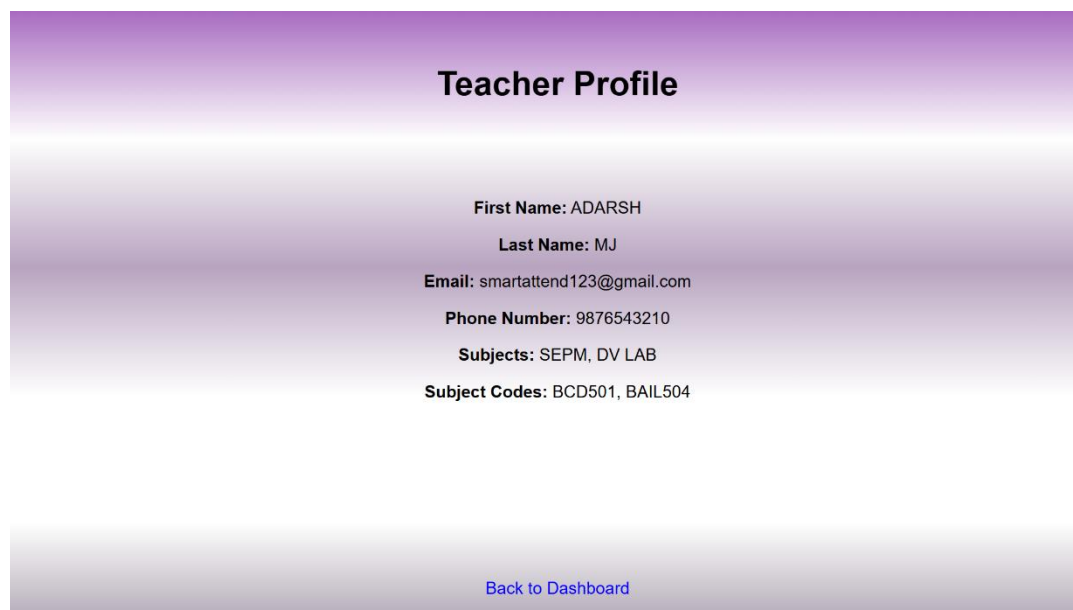 Teacher Profile
First Name: ADARSH
Last Name: MJ
Email: smartattend123@gmail.com
Phone Number: 9876543210
Subjects: SEPM, DV LAB
Subject Codes: BCD501, BAIL504
Back to Dashboard